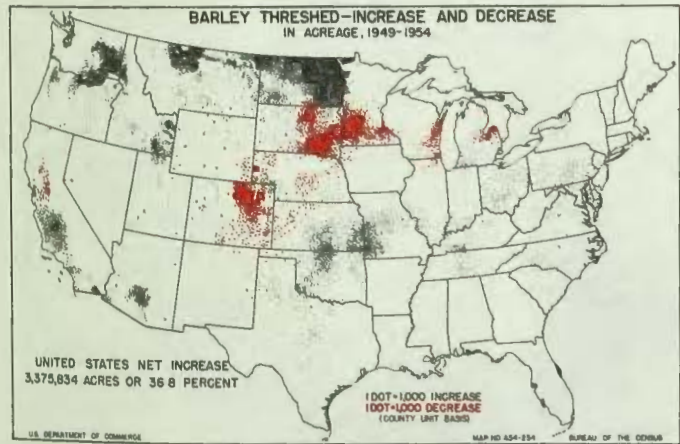 BARLEY THRESHED—INCREASE AND DECREASE
IN ACREAGE, 1949-1954
UNITED STATES NET INCREASE
3,375,834 ACRES OR 36.8 PERCENT
1 DOT=1,000 INCREASE
1 DOT=1,000 DECREASE
(COUNTY UNIT BASIS)
U.S. DEPARTMENT OF COMMERCE
MAP NO A54-254
BUREAU OF THE CENSUS